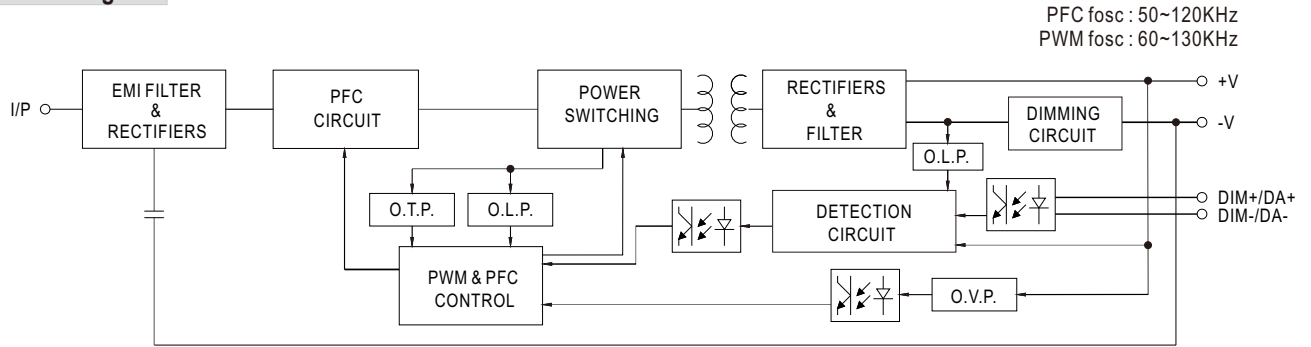 PFC fosc : 50~120KHz
PWM fosc : 60~130KHz
I/P
EMI FILTER
&
RECTIFIERS
PFC
CIRCUIT
POWER
SWITCHING
RECTIFIERS
&
FILTER
DIMMING
CIRCUIT
+V
-V
O.L.P.
O.T.P.
O.L.P.
DETECTION
CIRCUIT
DIM+/DA+
DIM-/DA-
PWM & PFC
CONTROL
O.V.P.